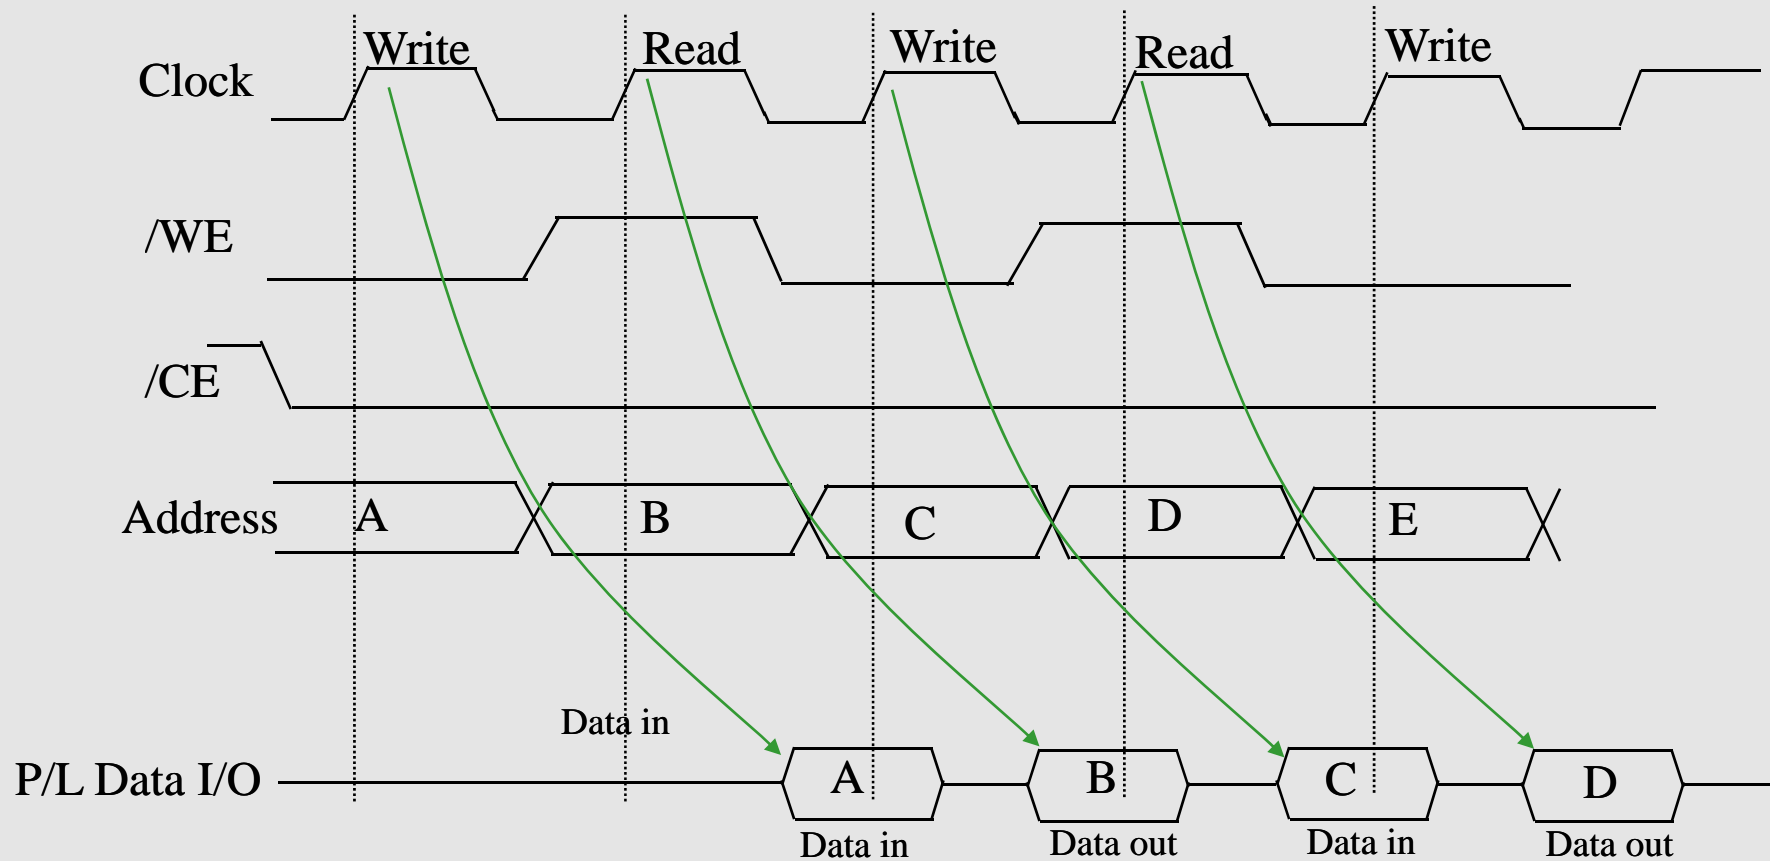 Write Read Write Read Write
Clock
/WE
/CE
Address A B C D E
Data in
P/L Data I/O A B C D
Data in Data out Data in Data out